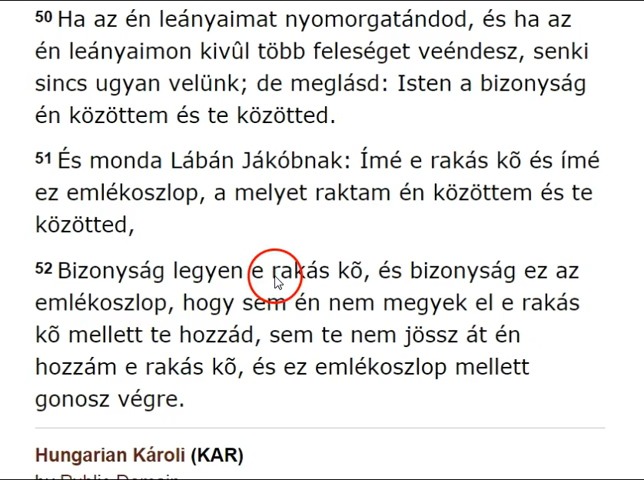 50 Ha az én leányaimat nyomorgatándod, és ha az
én leányaimon kivûl több feleséget veéndesz, senki
sincs ugyan velünk; de meglásd: Isten a bizonyság
én közöttem és te közötted.
51 És monda Lábán Jákóbnak: Ímé e rakás kõ és ímé
ez emlékoszlop, a melyet raktam én közöttem és te
közötted,
52 Bizonyság legyen e rakás kõ, és bizonyság ez az
emlékoszlop, hogy sem én nem megyek el e rakás
kõ mellett te hozzád, sem te nem jössz át én
hozzám e rakás kõ, és ez emlékoszlop mellett
gonosz végre.
Hungarian Károli (KAR)
by Public Domain